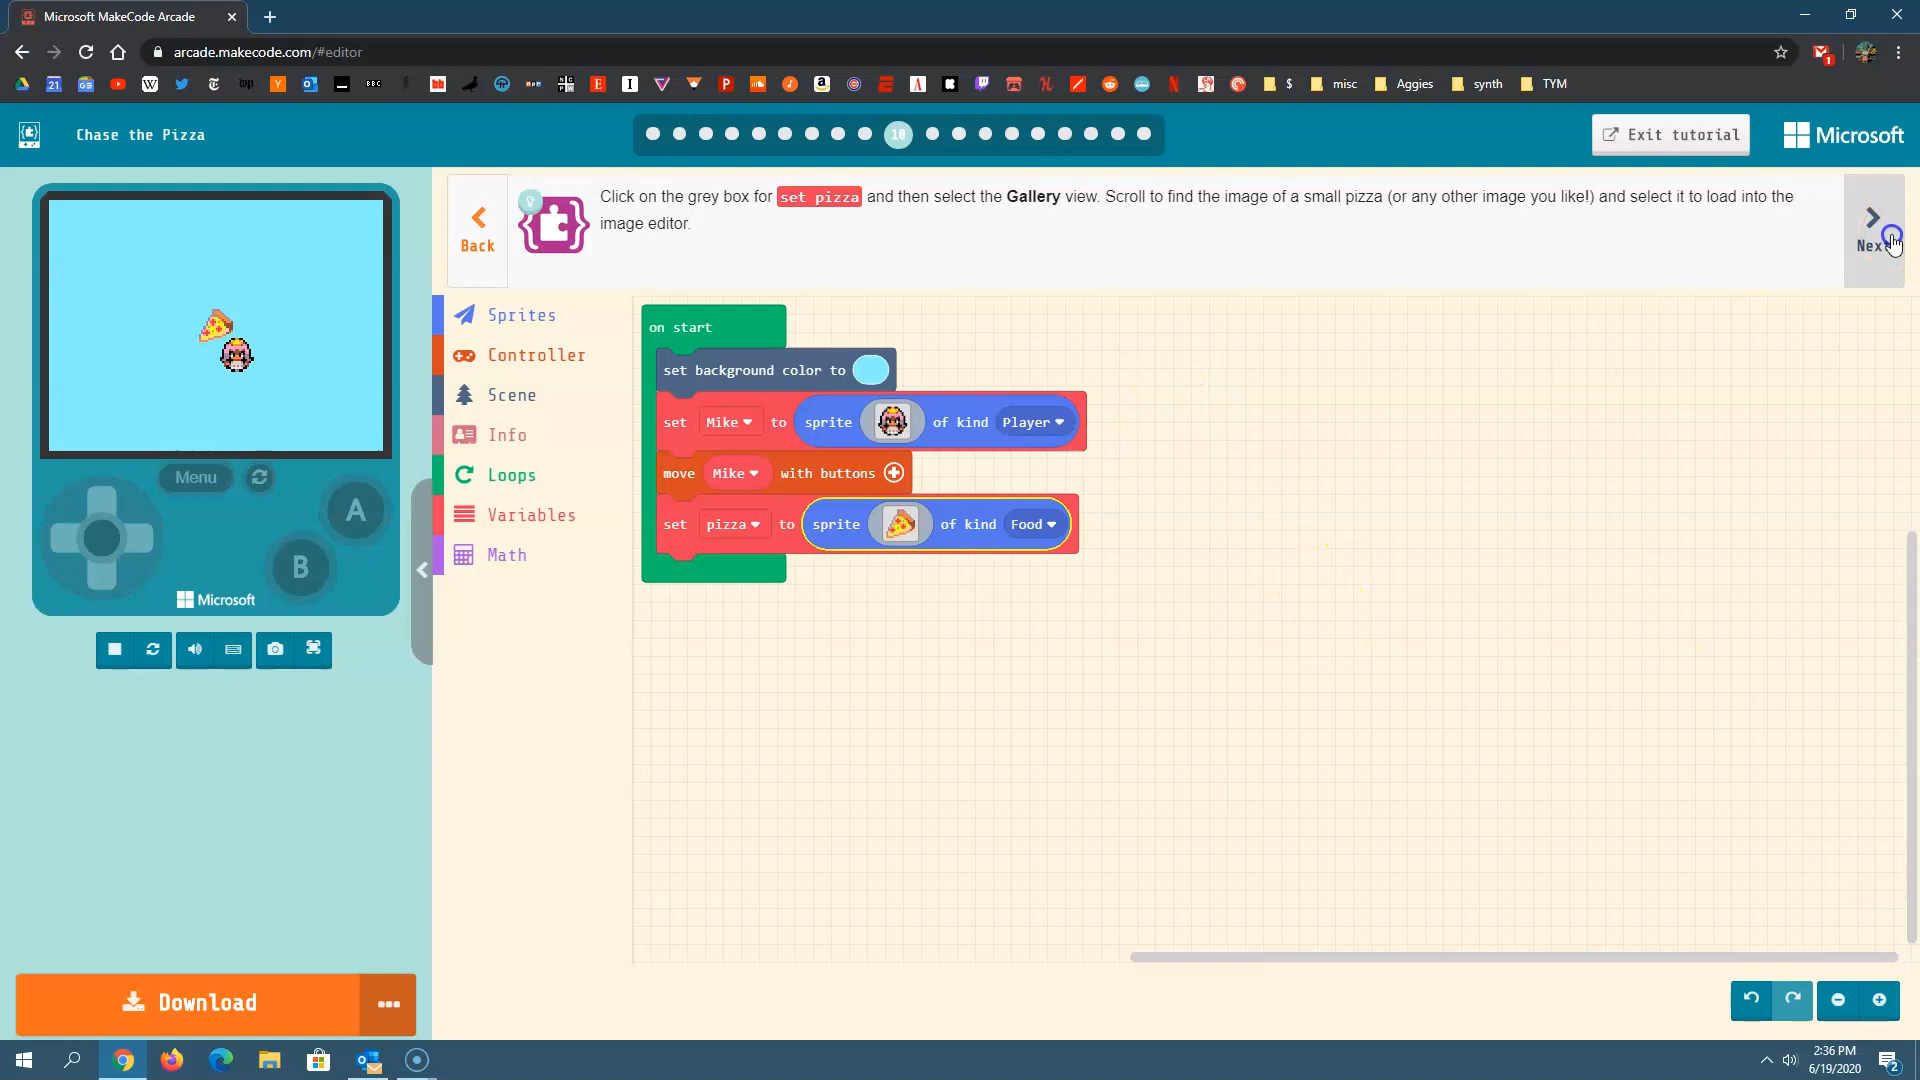 Microsoft MakeCode Arcade
arcade.makecode.com/#editor
$
misc
Aggies
synth
TYM
Chase the Pizza
10
Exit tutorial
Microsoft
Back
Click on the grey box for set pizza and then select the Gallery view. Scroll to find the image of a small pizza (or any other image you like!) and select it to load into the
image editor.
Next
Sprites
Controller
Scene
Info
Loops
Variables
Math
on start
set background color to
set Mike to sprite of kind Player
move Mike with buttons
set pizza to sprite of kind Food
Menu
A
B
Microsoft
Download
2:36 PM
6/19/2020
2